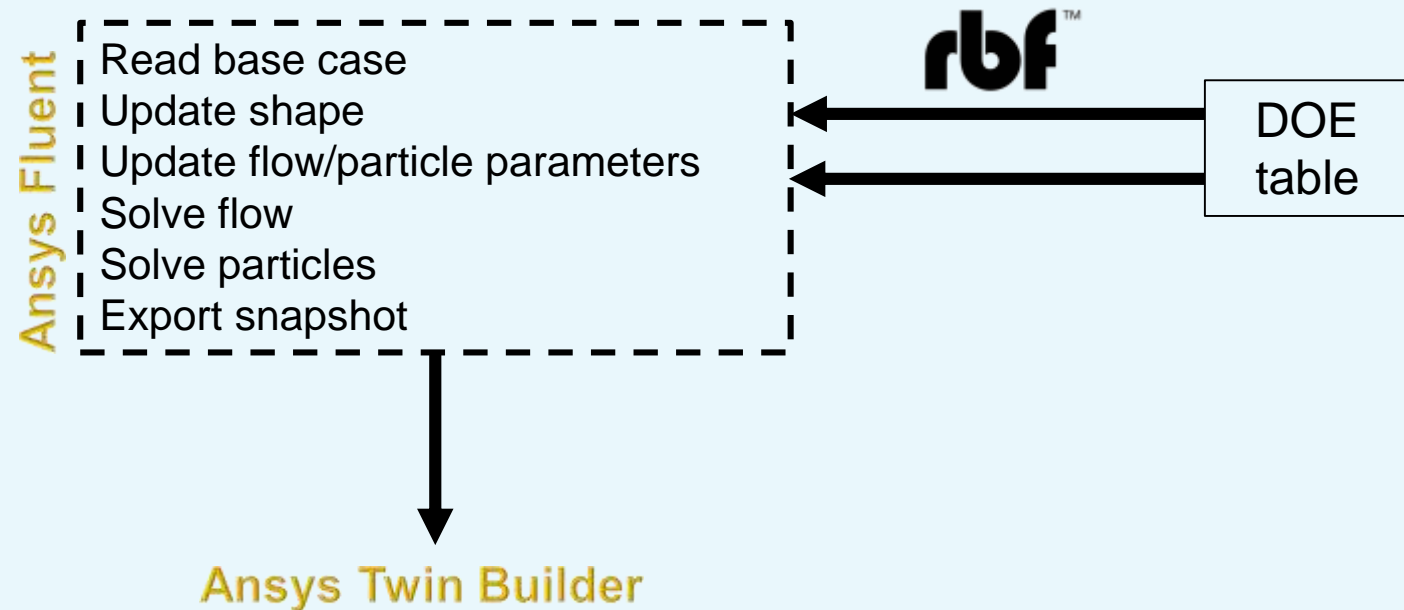 Ansys Fluent
Read base case
Update shape
Update flow/particle parameters
Solve flow
Solve particles
Export snapshot
rbf™
DOE
table
Ansys Twin Builder